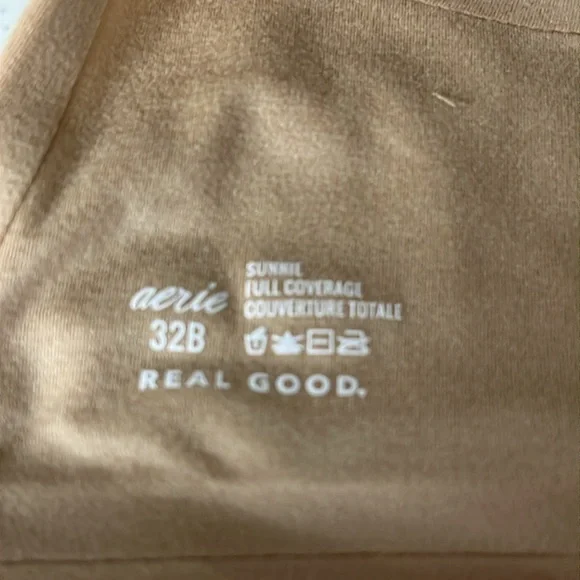 aerie
32B
SUNNIE
FULL COVERAGE
COUVERTURE TOTALE
REAL GOOD.